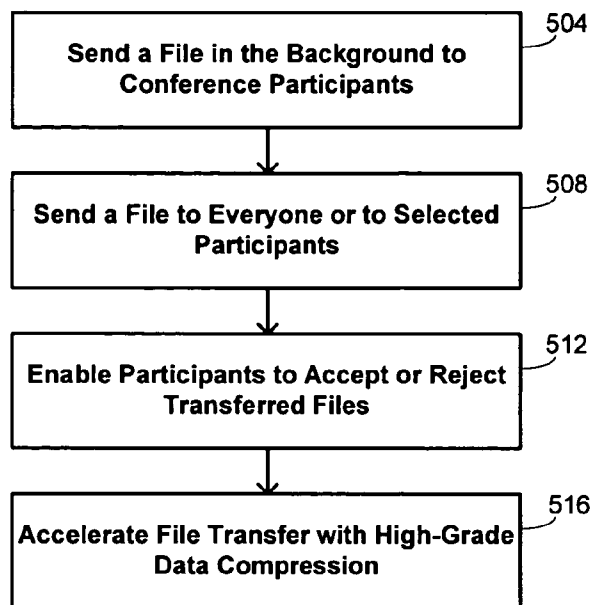 504
Send a File in the Background to
Conference Participants
508
Send a File to Everyone or to Selected
Participants
512
Enable Participants to Accept or Reject
Transferred Files
516
Accelerate File Transfer with High-Grade
Data Compression